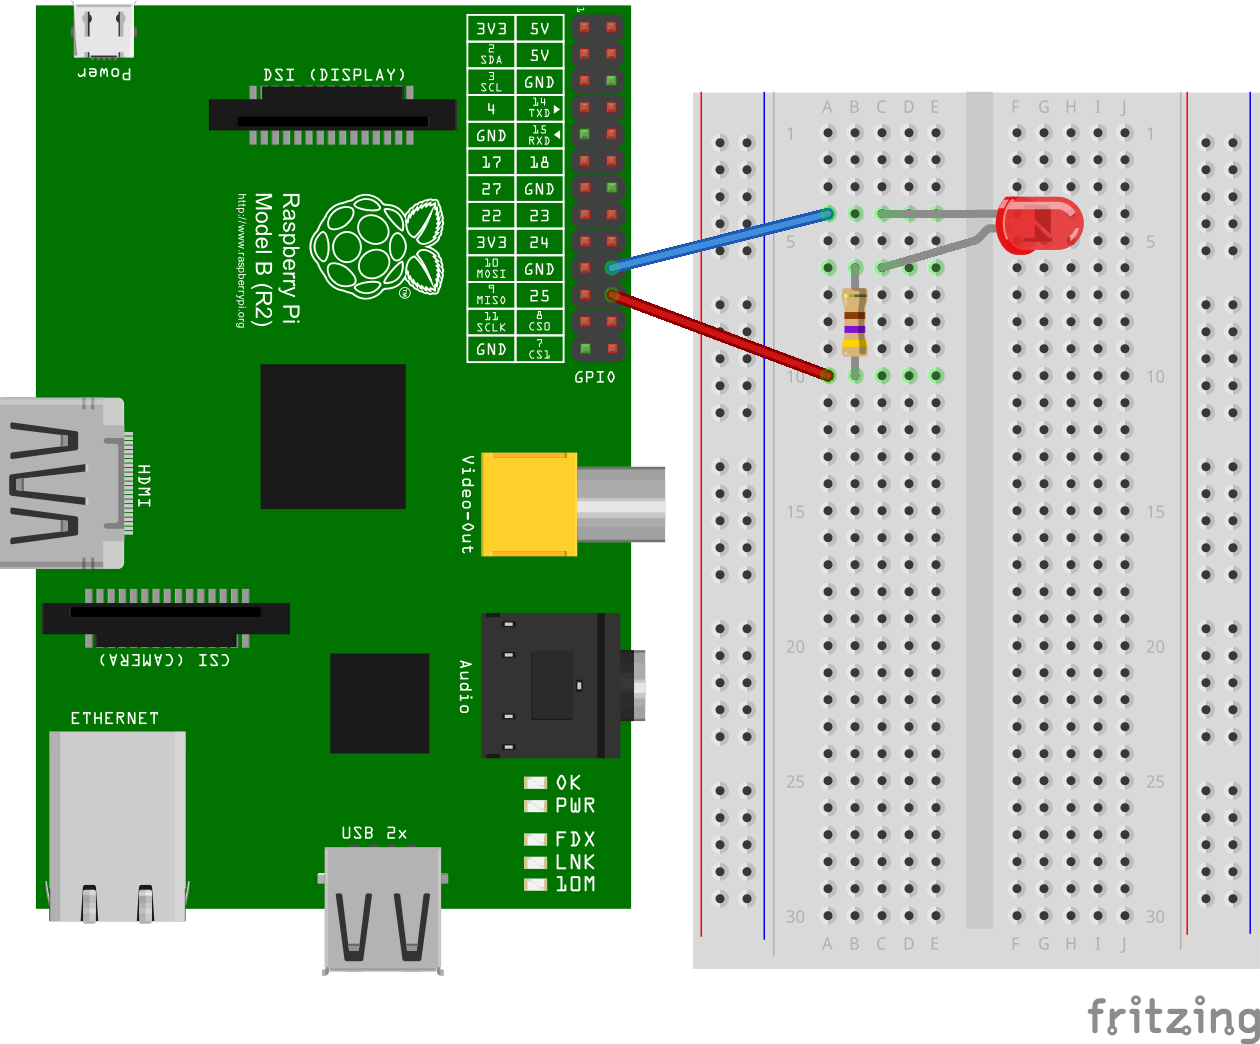 1
3V3 5V
2 SDA 5V
3 SCL GND
4 14 TXD
GND 15 RXD
17 18
27 GND
22 23
3V3 24
10 MOSI GND
9 MISO 25
11 SCLK 8 CS0
GND 7 CS1
GPIO
Power
DSI (DISPLAY)
Raspberry Pi
Model B (R2)
http://www.raspberrypi.org
HDMI
Video-Out
CSI (CAMERA)
Audio
ETHERNET
USB 2x
OK
PWR
FDX
LNK
10M
A B C D E F G H I J
1 1
5 5
10 10
15 15
20 20
25 25
30 30
A B C D E F G H I J
fritzing